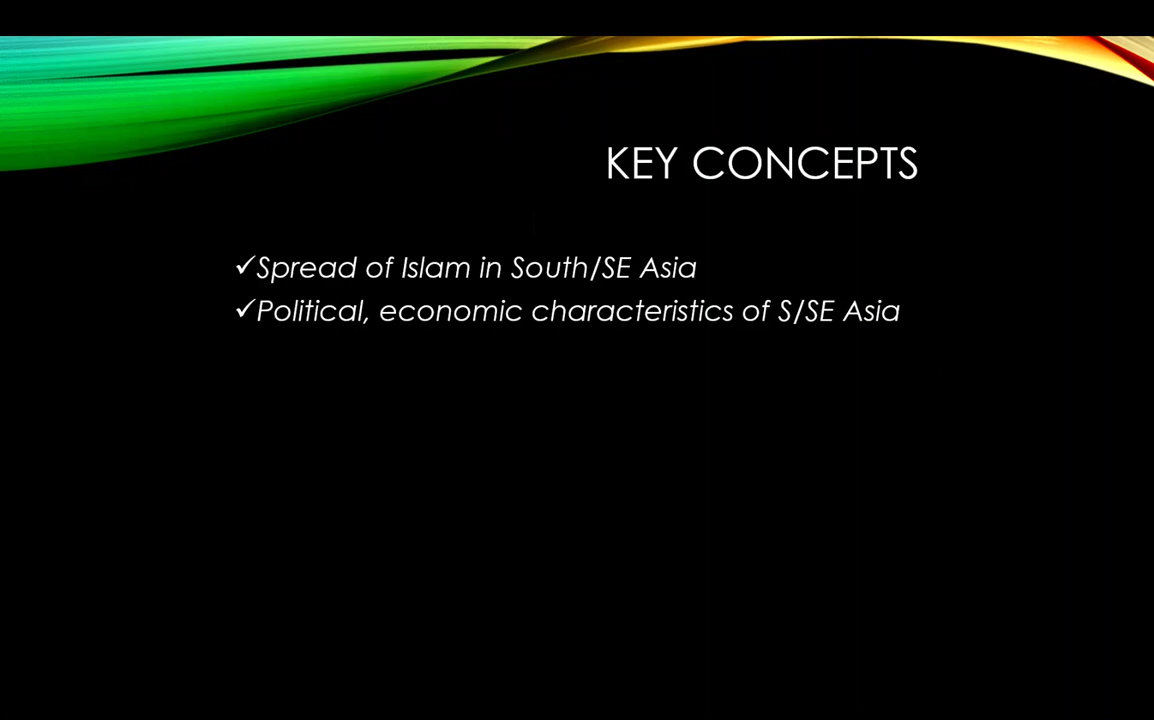 KEY CONCEPTS
✓Spread of Islam in South/SE Asia
✓Political, economic characteristics of S/SE Asia